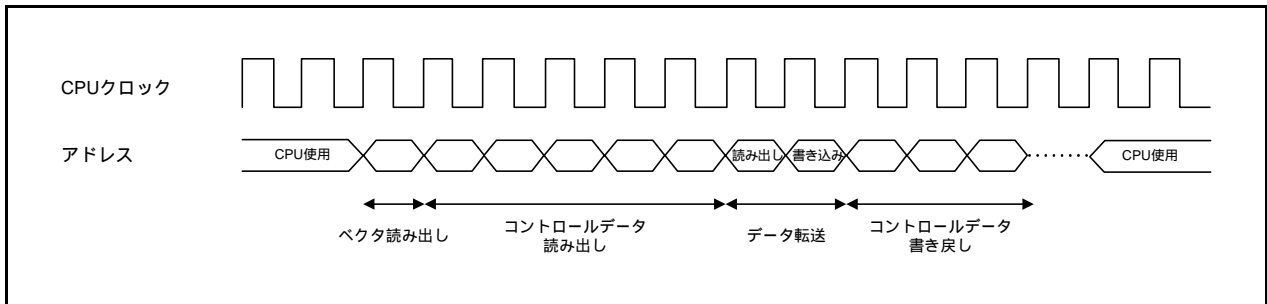 CPUクロック
アドレス
CPU使用
読み出し
書き込み
CPU使用
ベクタ読み出し
コントロールデータ
読み出し
データ転送
コントロールデータ
書き戻し